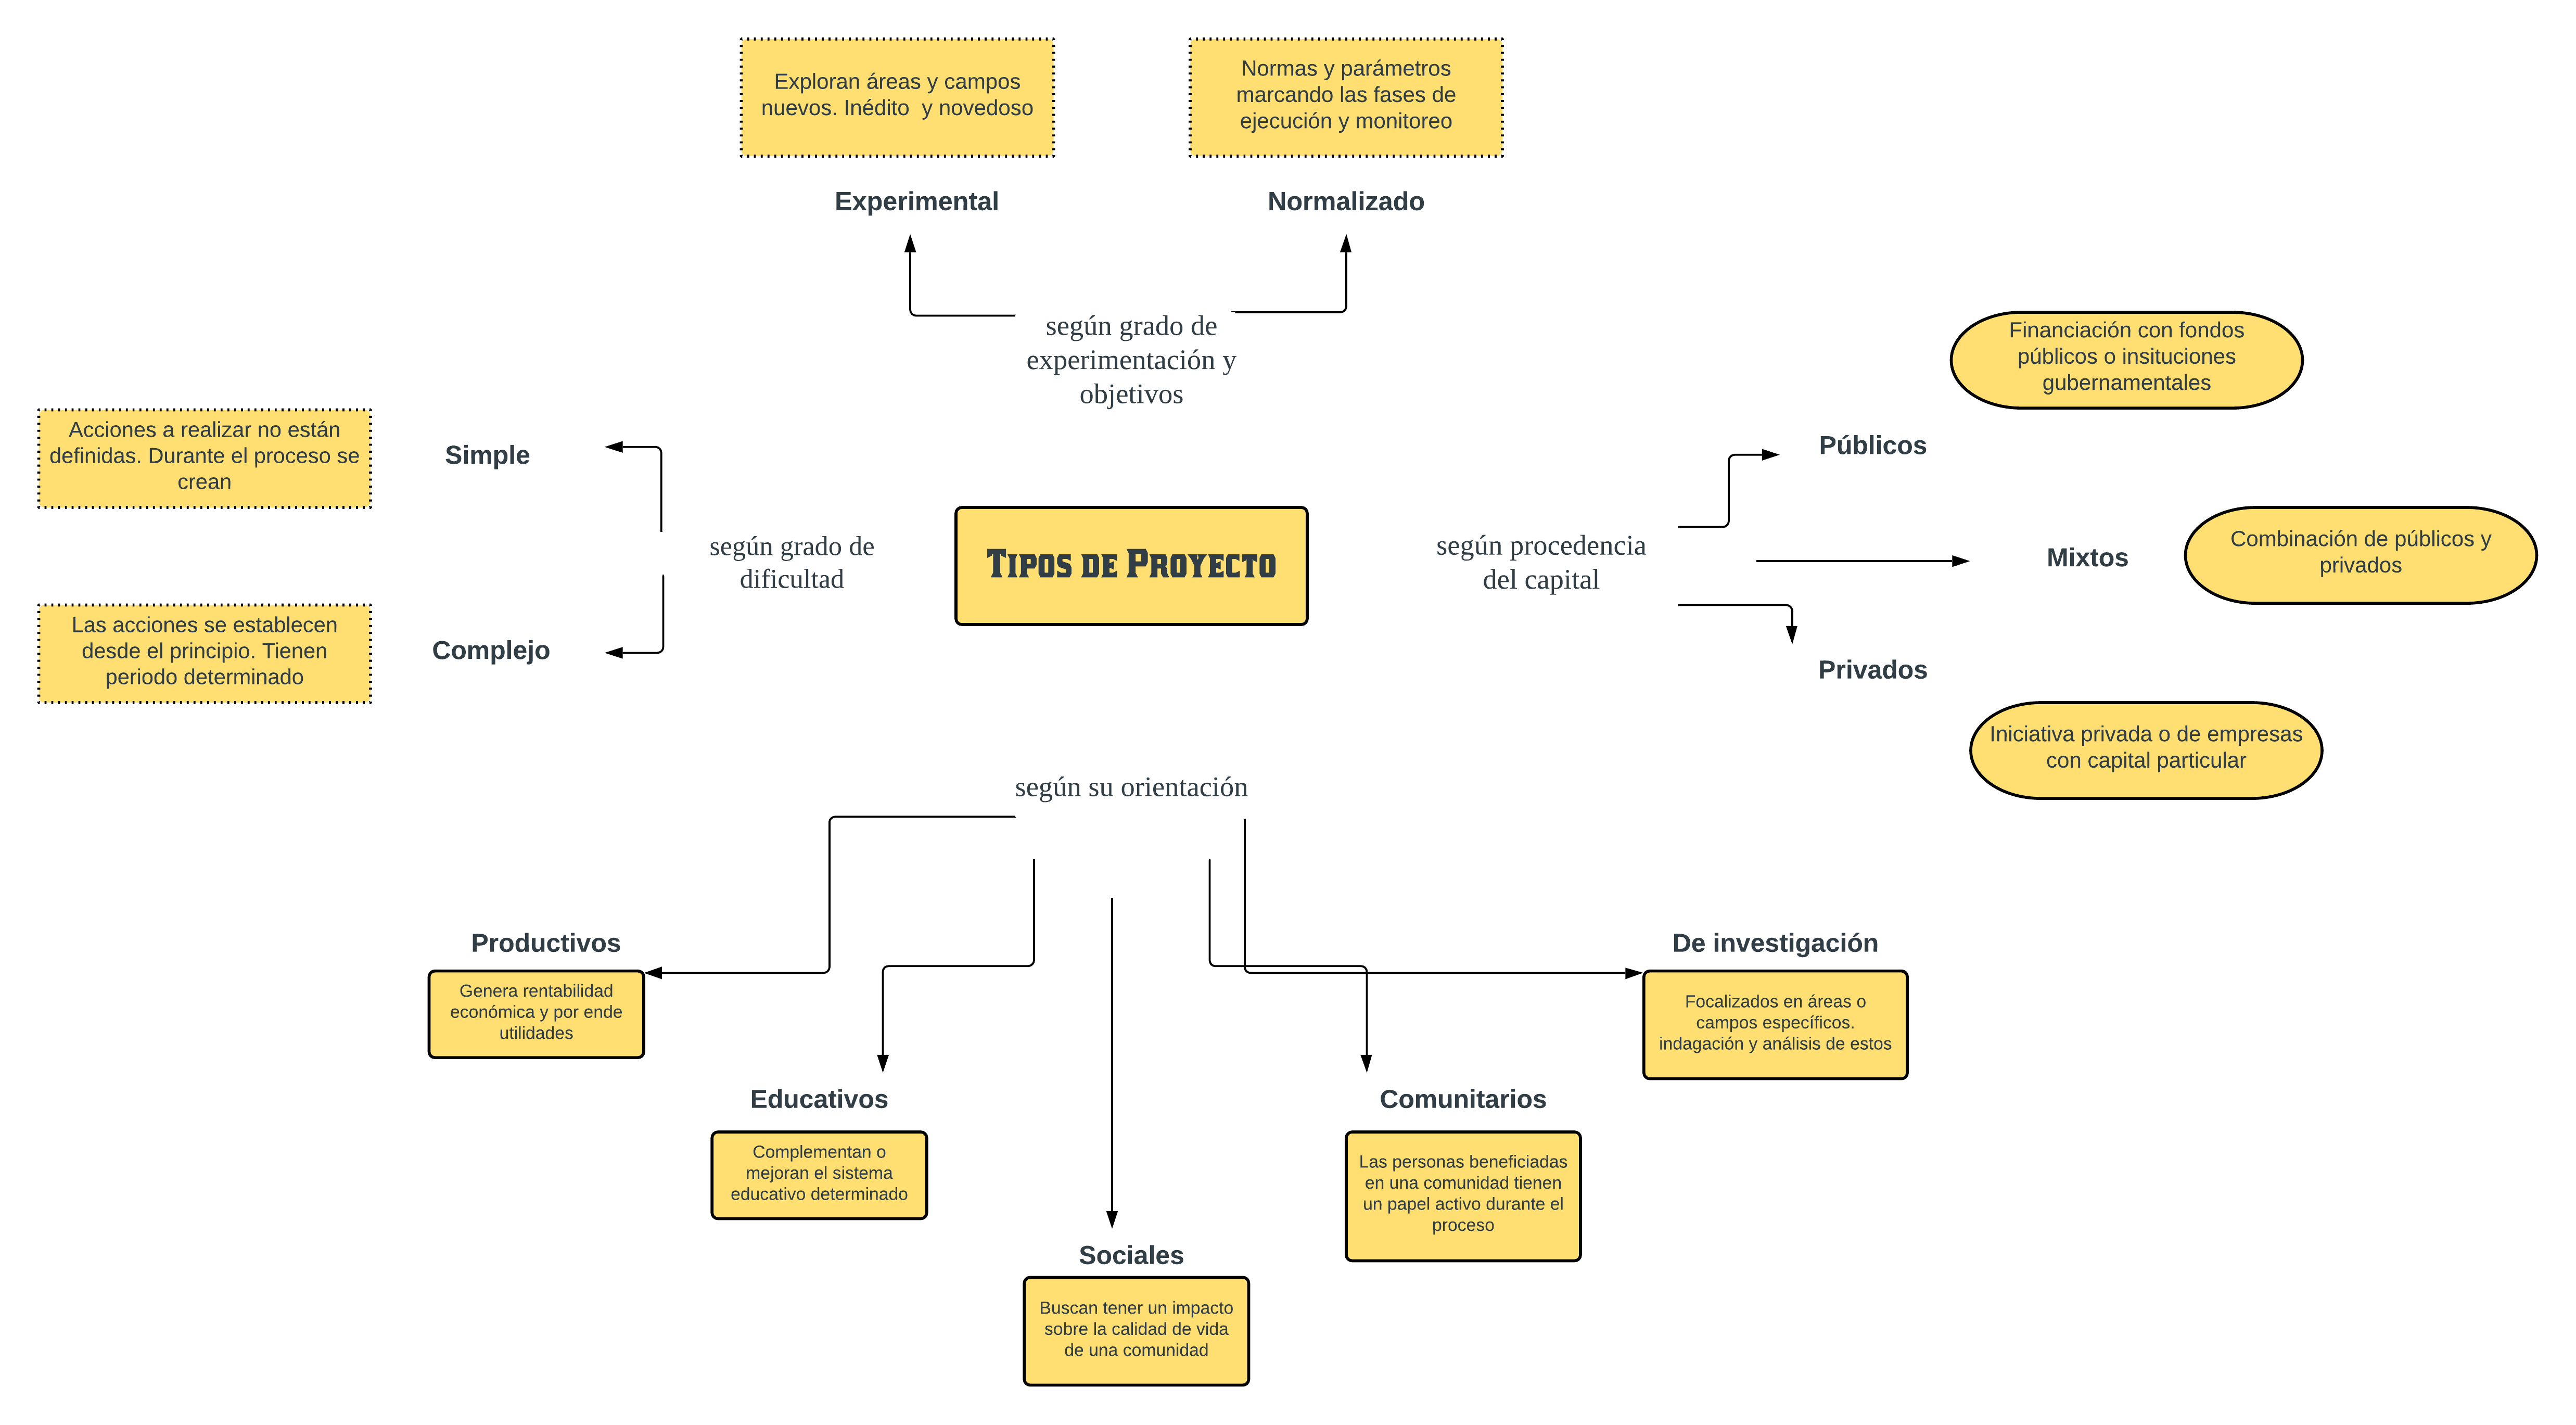 Exploran áreas y campos
nuevos. Inédito  y novedoso
Normas y parámetros
marcando las fases de
ejecución y monitoreo
Experimental
Normalizado
según grado de
experimentación y
objetivos
Financiación con fondos
públicos o insituciones
gubernamentales
Públicos
Acciones a realizar no están
definidas. Durante el proceso se
crean
Simple
según grado de
dificultad
Tipos de Proyecto
según procedencia
del capital
Mixtos
Combinación de públicos y
privados
Las acciones se establecen
desde el principio. Tienen
periodo determinado
Complejo
Privados
Iniciativa privada o de empresas
con capital particular
según su orientación
Productivos
Genera rentabilidad
económica y por ende
utilidades
De investigación
Focalizados en áreas o
campos específicos.
indagación y análisis de estos
Educativos
Complementan o
mejoran el sistema
educativo determinado
Comunitarios
Las personas beneficiadas
en una comunidad tienen
un papel activo durante el
proceso
Sociales
Buscan tener un impacto
sobre la calidad de vida
de una comunidad